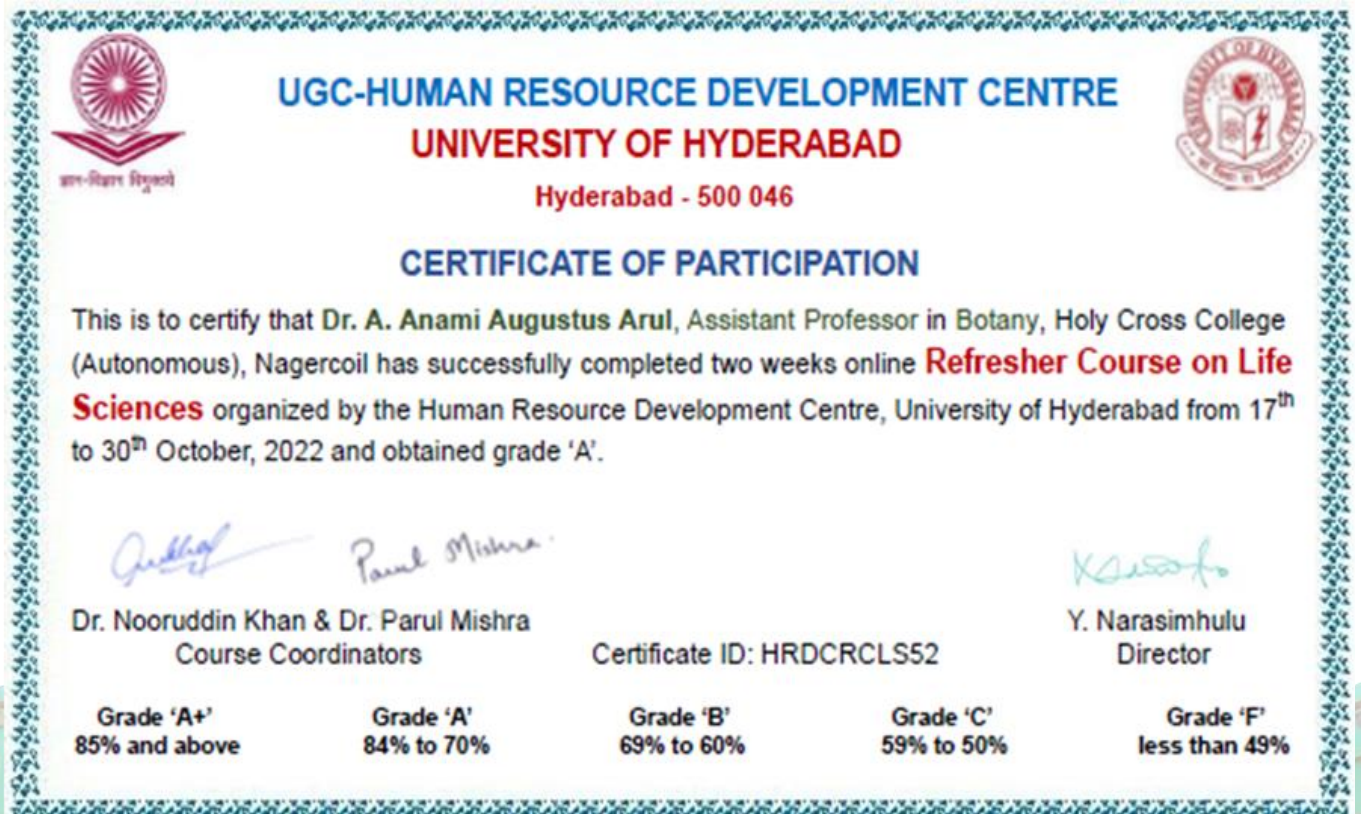 UGC-HUMAN RESOURCE DEVELOPMENT CENTRE
UNIVERSITY OF HYDERABAD
UNIVERSITY OF HYDERABAD
Hyderabad - 500 046
ज्ञान-विज्ञान विमुक्तये
CERTIFICATE OF PARTICIPATION
This is to certify that Dr. A. Anami Augustus Arul, Assistant Professor in Botany, Holy Cross College
(Autonomous), Nagercoil has successfully completed two weeks online Refresher Course on Life
Sciences organized by the Human Resource Development Centre, University of Hyderabad from 17th
to 30th October, 2022 and obtained grade ‘A’.
Parul Mishra
Dr. Nooruddin Khan & Dr. Parul Mishra
Course Coordinators
Certificate ID: HRDCRCLS52
Y. Narasimhulu
Director
Grade ‘A+’ Grade ‘A’ Grade ‘B’ Grade ‘C’ Grade ‘F’
85% and above 84% to 70% 69% to 60% 59% to 50% less than 49%